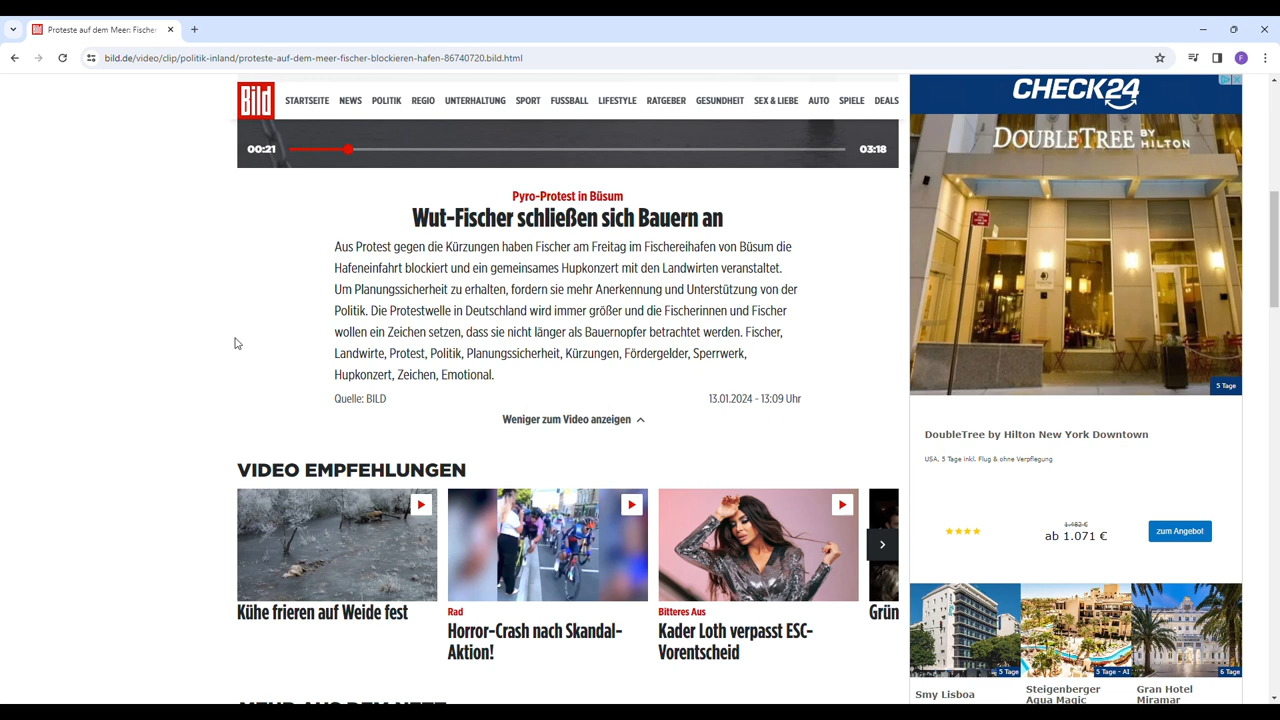 Proteste auf dem Meer: Fischer
bild.de/video/clip/politik-inland/proteste-auf-dem-meer-fischer-blockieren-hafen-86740720.bild.html
F
Bild
STARTSEITE NEWS POLITIK REGIO UNTERHALTUNG SPORT FUSSBALL LIFESTYLE RATGEBER GESUNDHEIT SEX & LIEBE AUTO SPIELE DEALS
00:21
03:18
Pyro-Protest in Büsum
Wut-Fischer schließen sich Bauern an
Aus Protest gegen die Kürzungen haben Fischer am Freitag im Fischereihafen von Büsum die
Hafeneinfahrt blockiert und ein gemeinsames Hupkonzert mit den Landwirten veranstaltet.
Um Planungssicherheit zu erhalten, fordern sie mehr Anerkennung und Unterstützung von der
Politik. Die Protestwelle in Deutschland wird immer größer und die Fischerinnen und Fischer
wollen ein Zeichen setzen, dass sie nicht länger als Bauernopfer betrachtet werden. Fischer,
Landwirte, Protest, Politik, Planungssicherheit, Kürzungen, Fördergelder, Sperrwerk,
Hupkonzert, Zeichen, Emotional.
Quelle: BILD
13.01.2024 - 13:09 Uhr
Weniger zum Video anzeigen
VIDEO EMPFEHLUNGEN
Kühe frieren auf Weide fest
Rad
Horror-Crash nach Skandal-
Aktion!
Bitteres Aus
Kader Loth verpasst ESC-
Vorentscheid
Grün
CHECK24
DOUBLETREE BY HILTON
5 Tage
DoubleTree by Hilton New York Downtown
USA, 5 Tage inkl. Flug & ohne Verpflegung
1.482 €
ab 1.071 €
zum Angebot
5 Tage
5 Tage - AI
6 Tage
Smy Lisboa
Steigenberger
Aqua Magic
Gran Hotel
Miramar